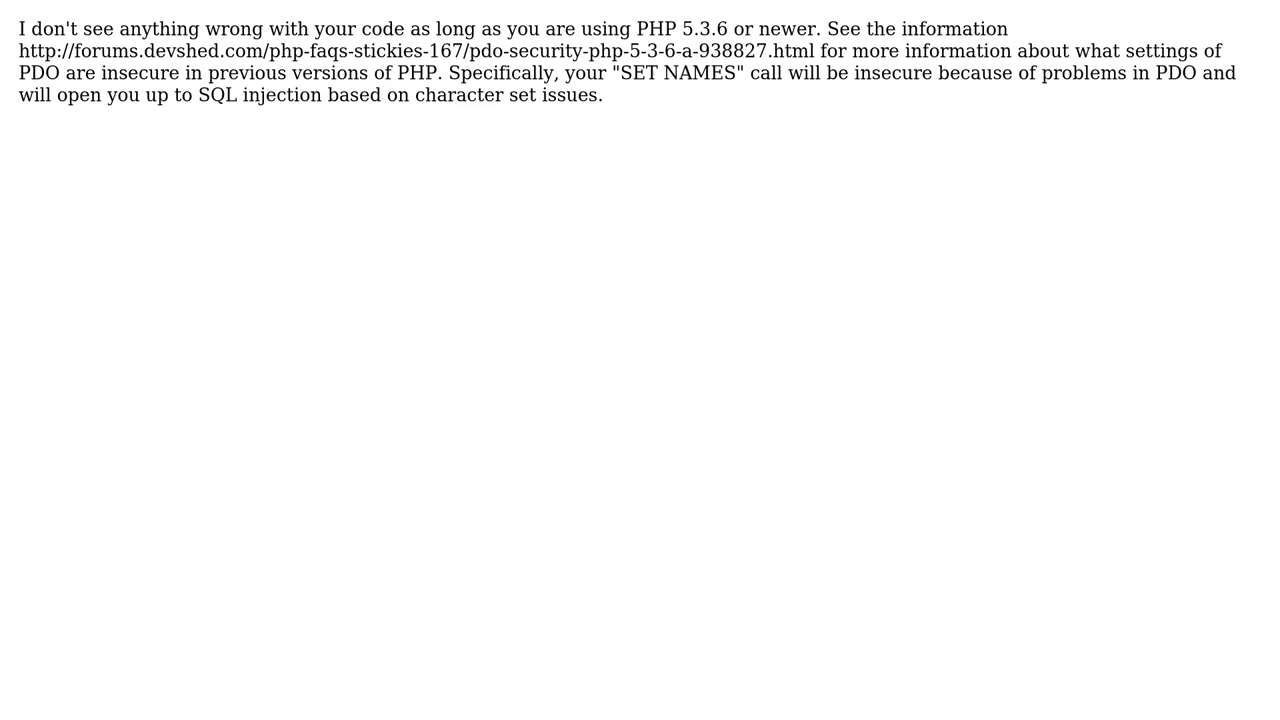 I don't see anything wrong with your code as long as you are using PHP 5.3.6 or newer. See the information
http://forums.devshed.com/php-faqs-stickies-167/pdo-security-php-5-3-6-a-938827.html for more information about what settings of
PDO are insecure in previous versions of PHP. Specifically, your "SET NAMES" call will be insecure because of problems in PDO and
will open you up to SQL injection based on character set issues.